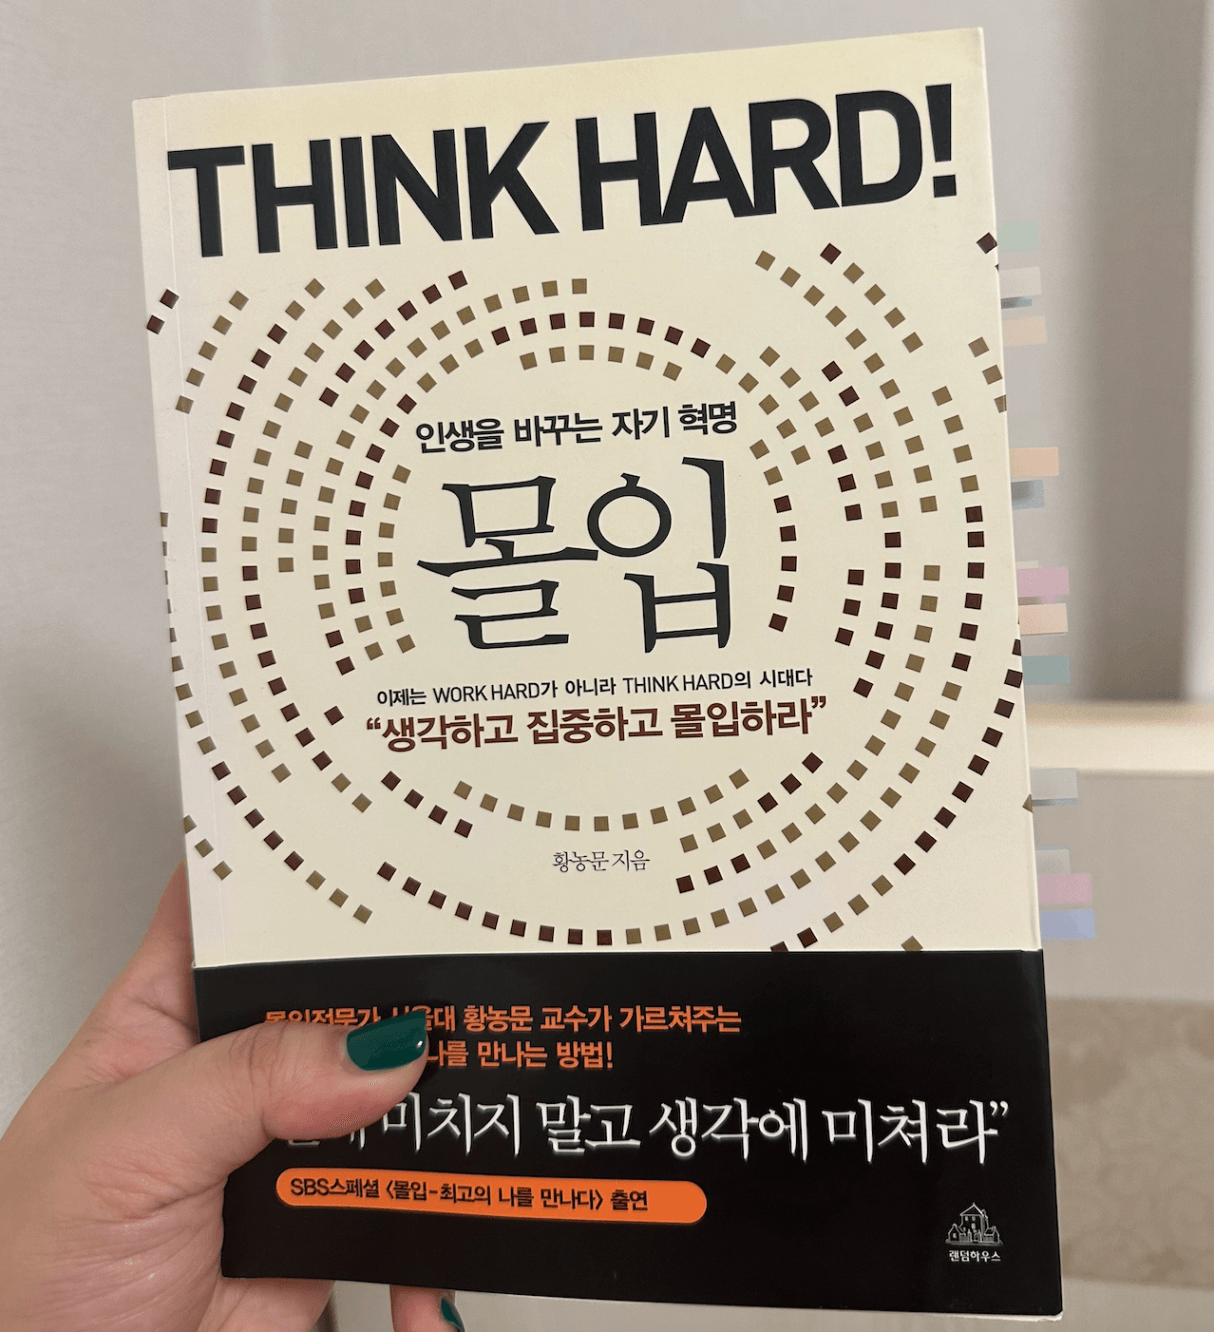 THINK HARD!
인생을 바꾸는 자기 혁명
몰입
이제는 WORK HARD가 아니라 THINK HARD의 시대다
“생각하고 집중하고 몰입하라”
황농문 지음
황농문 교수가 가르쳐주는
나를 만나는 방법!
미치지 말고 생각에 미쳐라”
SBS스페셜 <몰입-최고의 나를 만나다> 출연
랜덤하우스